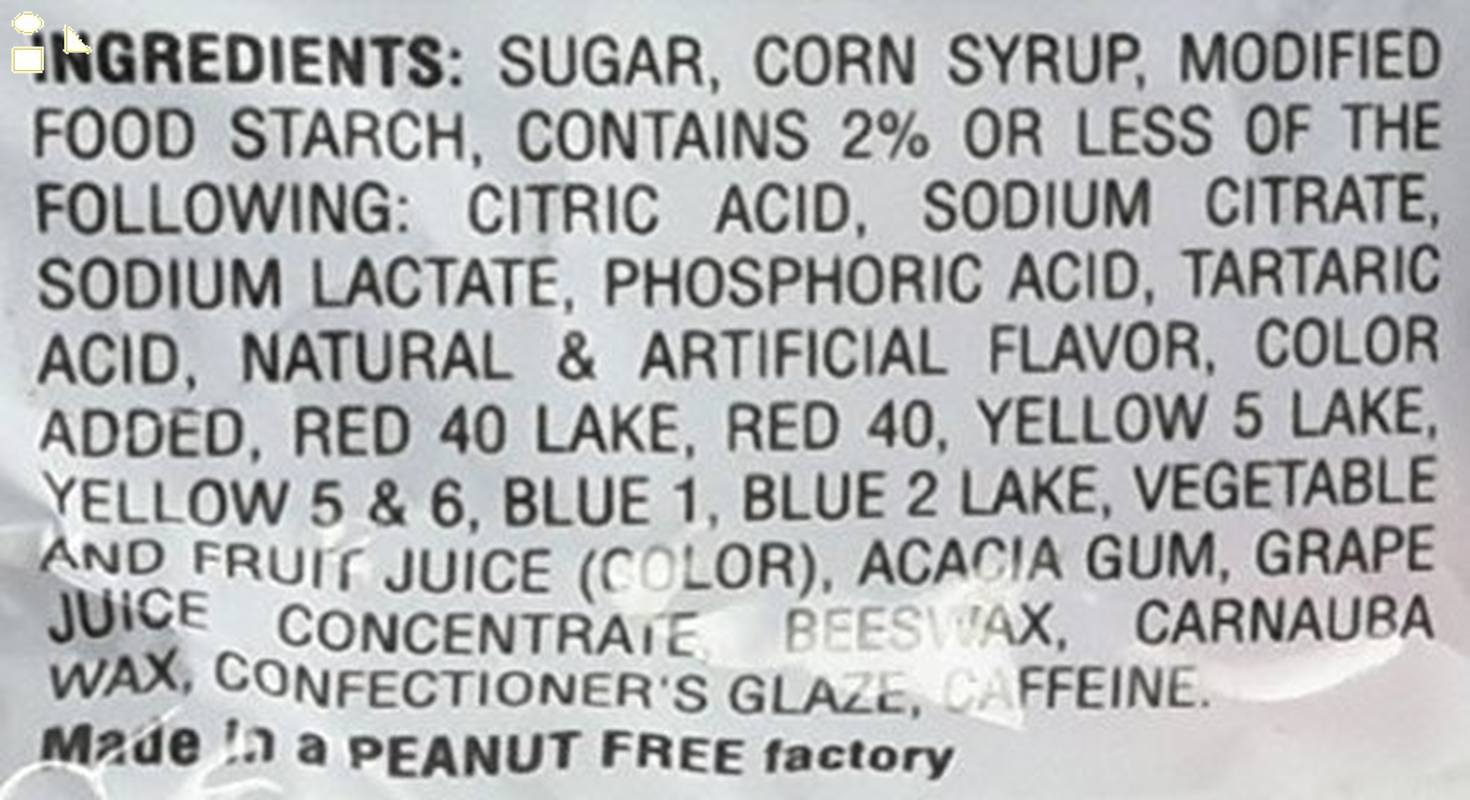 INGREDIENTS: SUGAR, CORN SYRUP, MODIFIED
FOOD STARCH, CONTAINS 2% OR LESS OF THE
FOLLOWING: CITRIC ACID, SODIUM CITRATE,
SODIUM LACTATE, PHOSPHORIC ACID, TARTARIC
ACID, NATURAL & ARTIFICIAL FLAVOR, COLOR
ADDED, RED 40 LAKE, RED 40, YELLOW 5 LAKE,
YELLOW 5 & 6, BLUE 1, BLUE 2 LAKE, VEGETABLE
AND FRUIT JUICE (COLOR), ACACIA GUM, GRAPE
JUICE CONCENTRATE, BEESWAX, CARNAUBA
WAX, CONFECTIONER'S GLAZE, CAFFEINE.
Made in a PEANUT FREE factory